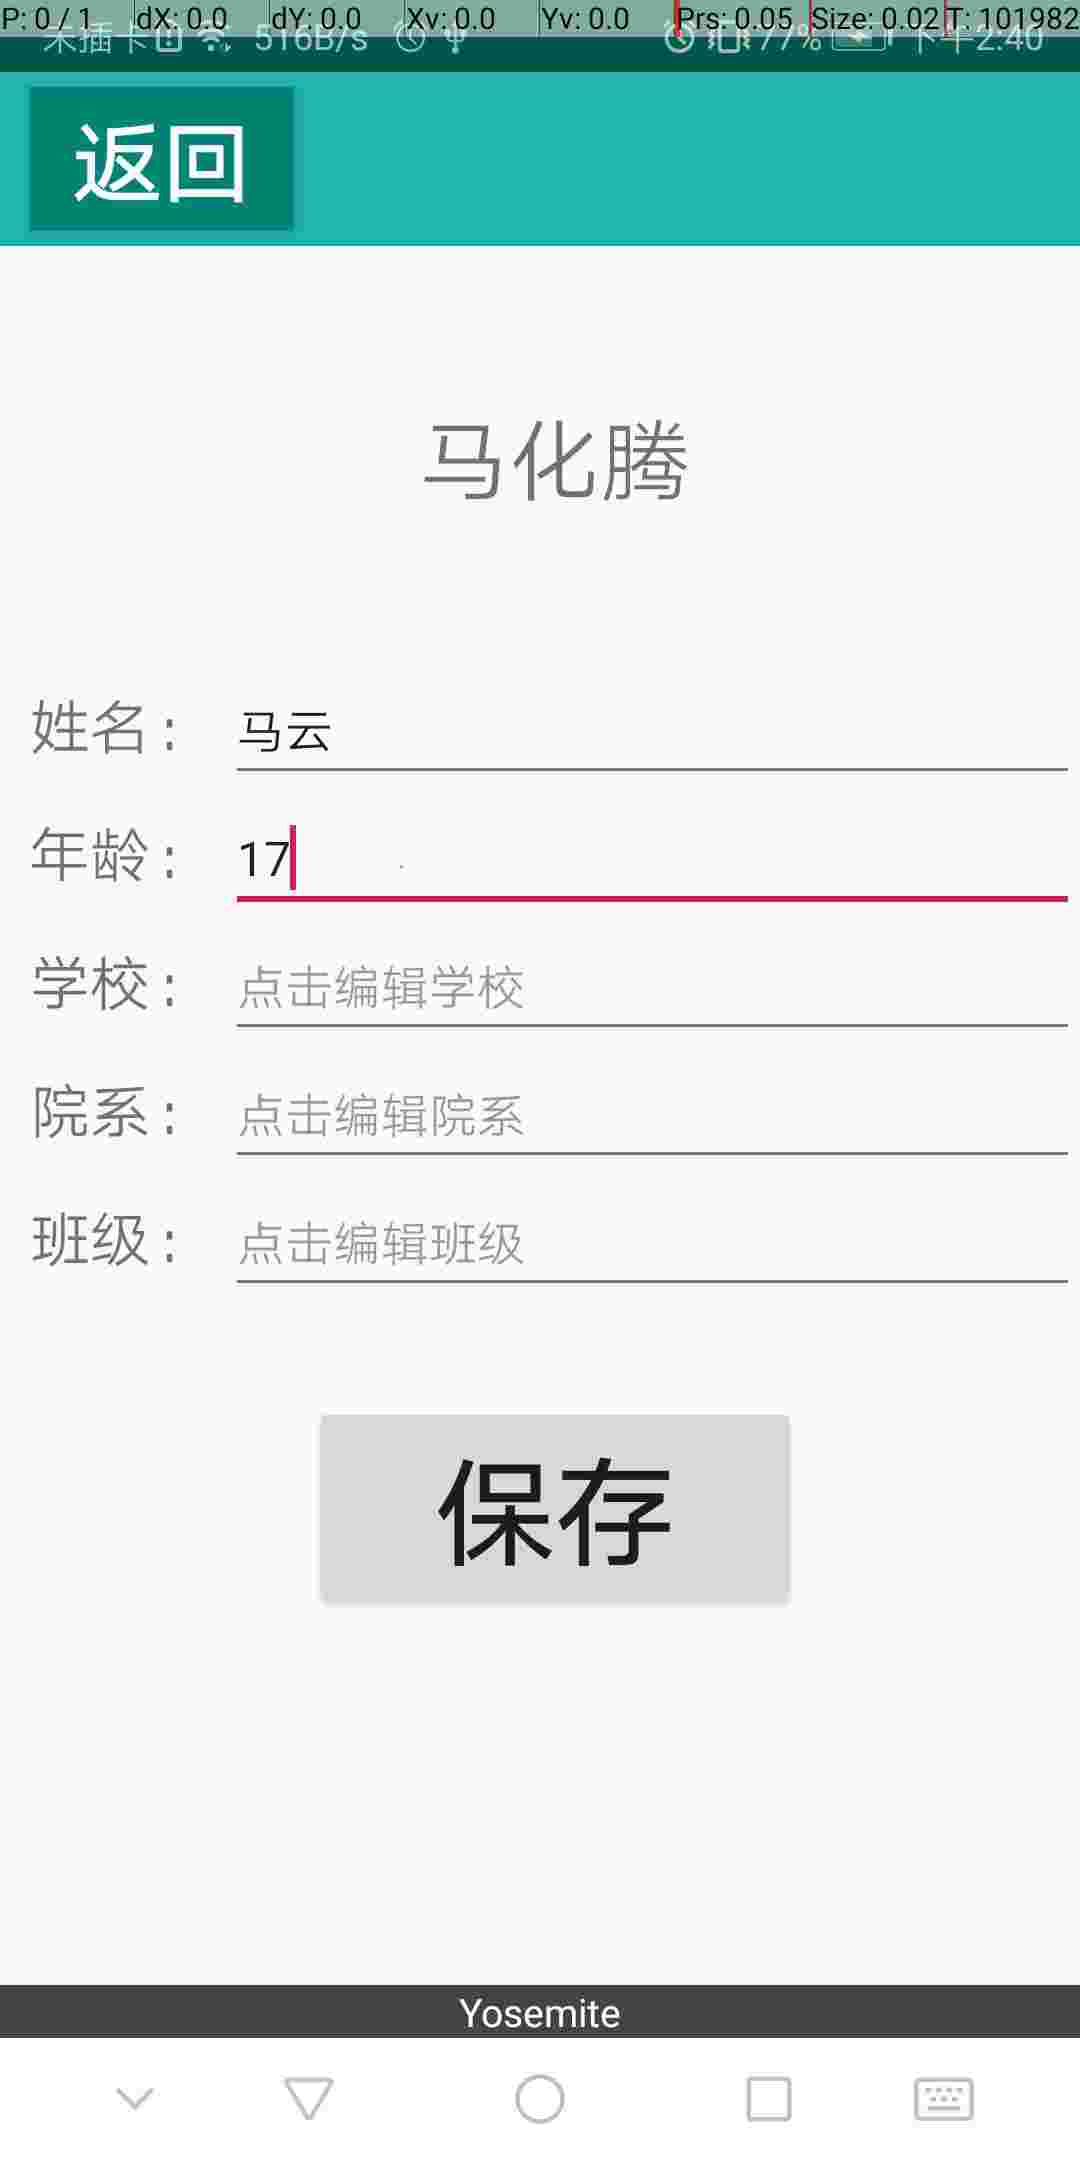 P: 0 / 1 dX: 0.0 dY: 0.0 Xv: 0.0 Yv: 0.0 Prs: 0.05 Size: 0.02 T: 101982
未插卡 516B/s 77% 下午2:40
返回
马化腾
姓名： 马云
年龄： 17
学校： 点击编辑学校
院系： 点击编辑院系
班级： 点击编辑班级
保存
Yosemite